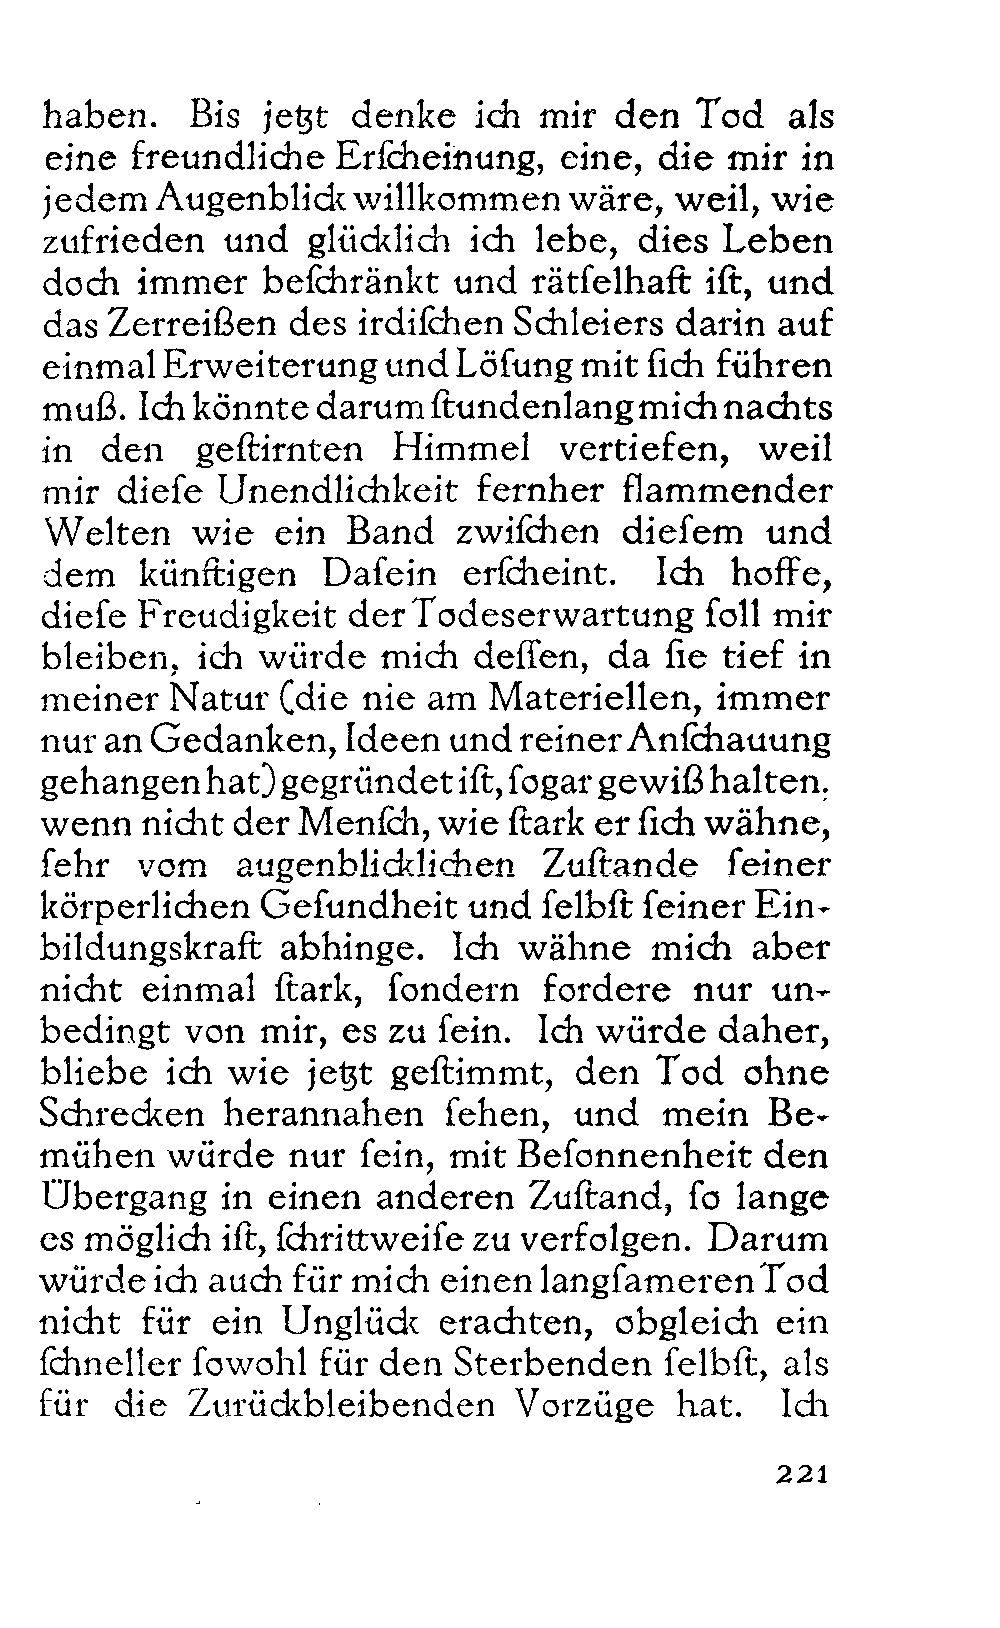 haben. Bis jetzt denke ich mir den Tod als
eine freundliche Erſcheinung, eine, die mir in
jedem Augenblick willkommen wäre, weil, wie
zufrieden und glücklich ich lebe, dies Leben
doch immer beſchränkt und rätſelhaft iſt, und
das Zerreißen des irdiſchen Schleiers darin auf
einmal Erweiterung und Löſung mit ſich führen
muß. Ich könnte darum ſtundenlang mich nachts
in den geſtirnten Himmel vertiefen, weil
mir dieſe Unendlichkeit fernher flammender
Welten wie ein Band zwiſchen dieſem und
dem künftigen Daſein erſcheint. Ich hoffe,
dieſe Freudigkeit der Todeserwartung ſoll mir
bleiben, ich würde mich deſſen, da ſie tief in
meiner Natur (die nie am Materiellen, immer
nur an Gedanken, Ideen und reiner Anſchauung
gehangen hat) gegründet iſt, ſogar gewiß halten,
wenn nicht der Menſch, wie ſtark er ſich wähne,
ſehr vom augenblicklichen Zuſtande ſeiner
körperlichen Geſundheit und ſelbſt ſeiner Ein-
bildungskraft abhinge. Ich wähne mich aber
nicht einmal ſtark, ſondern fordere nur un-
bedingt von mir, es zu ſein. Ich würde daher,
bliebe ich wie jetzt geſtimmt, den Tod ohne
Schrecken herannahen ſehen, und mein Be-
mühen würde nur ſein, mit Beſonnenheit den
Übergang in einen anderen Zuſtand, ſo lange
es möglich iſt, ſchrittweiſe zu verfolgen. Darum
würde ich auch für mich einen langſameren Tod
nicht für ein Unglück erachten, obgleich ein
ſchneller ſowohl für den Sterbenden ſelbſt, als
für die Zurückbleibenden Vorzüge hat. Ich
221